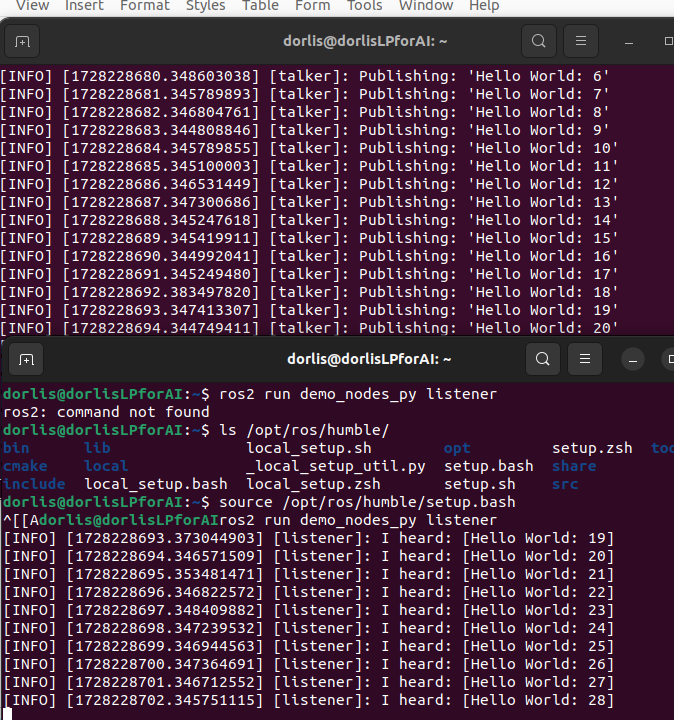 View Insert Format Styles Table Form Tools Window Help
dorlis@dorlisLPforAI: ~
[INFO] [1728228680.348603038] [talker]: Publishing: 'Hello World: 6'
[INFO] [1728228681.345789893] [talker]: Publishing: 'Hello World: 7'
[INFO] [1728228682.346804761] [talker]: Publishing: 'Hello World: 8'
[INFO] [1728228683.344808846] [talker]: Publishing: 'Hello World: 9'
[INFO] [1728228684.345789855] [talker]: Publishing: 'Hello World: 10'
[INFO] [1728228685.345100003] [talker]: Publishing: 'Hello World: 11'
[INFO] [1728228686.346531449] [talker]: Publishing: 'Hello World: 12'
[INFO] [1728228687.347300686] [talker]: Publishing: 'Hello World: 13'
[INFO] [1728228688.345247618] [talker]: Publishing: 'Hello World: 14'
[INFO] [1728228689.345419911] [talker]: Publishing: 'Hello World: 15'
[INFO] [1728228690.344992041] [talker]: Publishing: 'Hello World: 16'
[INFO] [1728228691.345249480] [talker]: Publishing: 'Hello World: 17'
[INFO] [1728228692.383497820] [talker]: Publishing: 'Hello World: 18'
[INFO] [1728228693.347413307] [talker]: Publishing: 'Hello World: 19'
[INFO] [1728228694.344749411] [talker]: Publishing: 'Hello World: 20'
dorlis@dorlisLPforAI: ~
dorlis@dorlisLPforAI:~$ ros2 run demo_nodes_py listener
ros2: command not found
dorlis@dorlisLPforAI:~$ ls /opt/ros/humble/
bin lib local_setup.sh opt setup.zsh too
cmake local _local_setup_util.py setup.bash share
include local_setup.bash local_setup.zsh setup.sh src
dorlis@dorlisLPforAI:~$ source /opt/ros/humble/setup.bash
^[[Adorlis@dorlisLPforAIros2 run demo_nodes_py listener
[INFO] [1728228693.373044903] [listener]: I heard: [Hello World: 19]
[INFO] [1728228694.346571509] [listener]: I heard: [Hello World: 20]
[INFO] [1728228695.353481471] [listener]: I heard: [Hello World: 21]
[INFO] [1728228696.346822572] [listener]: I heard: [Hello World: 22]
[INFO] [1728228697.348409882] [listener]: I heard: [Hello World: 23]
[INFO] [1728228698.347239532] [listener]: I heard: [Hello World: 24]
[INFO] [1728228699.346944563] [listener]: I heard: [Hello World: 25]
[INFO] [1728228700.347364691] [listener]: I heard: [Hello World: 26]
[INFO] [1728228701.346712552] [listener]: I heard: [Hello World: 27]
[INFO] [1728228702.345751115] [listener]: I heard: [Hello World: 28]